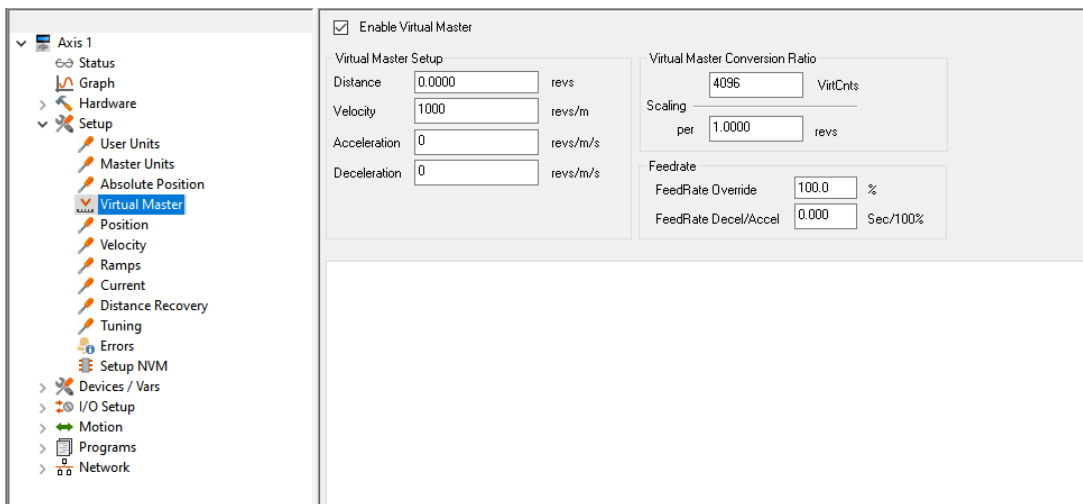 Axis 1
Status
Graph
Hardware
Setup
User Units
Master Units
Absolute Position
Virtual Master
Position
Velocity
Ramps
Current
Distance Recovery
Tuning
Errors
Setup NVM
Devices / Vars
I/O Setup
Motion
Programs
Network
Enable Virtual Master
Virtual Master Setup
Distance 0.0000 revs
Velocity 1000 revs/m
Acceleration 0 revs/m/s
Deceleration 0 revs/m/s
Virtual Master Conversion Ratio
4096 VirtCnts
Scaling
per 1.0000 revs
Feedrate
FeedRate Override 100.0 %
FeedRate Decel/Accel 0.000 Sec/100%